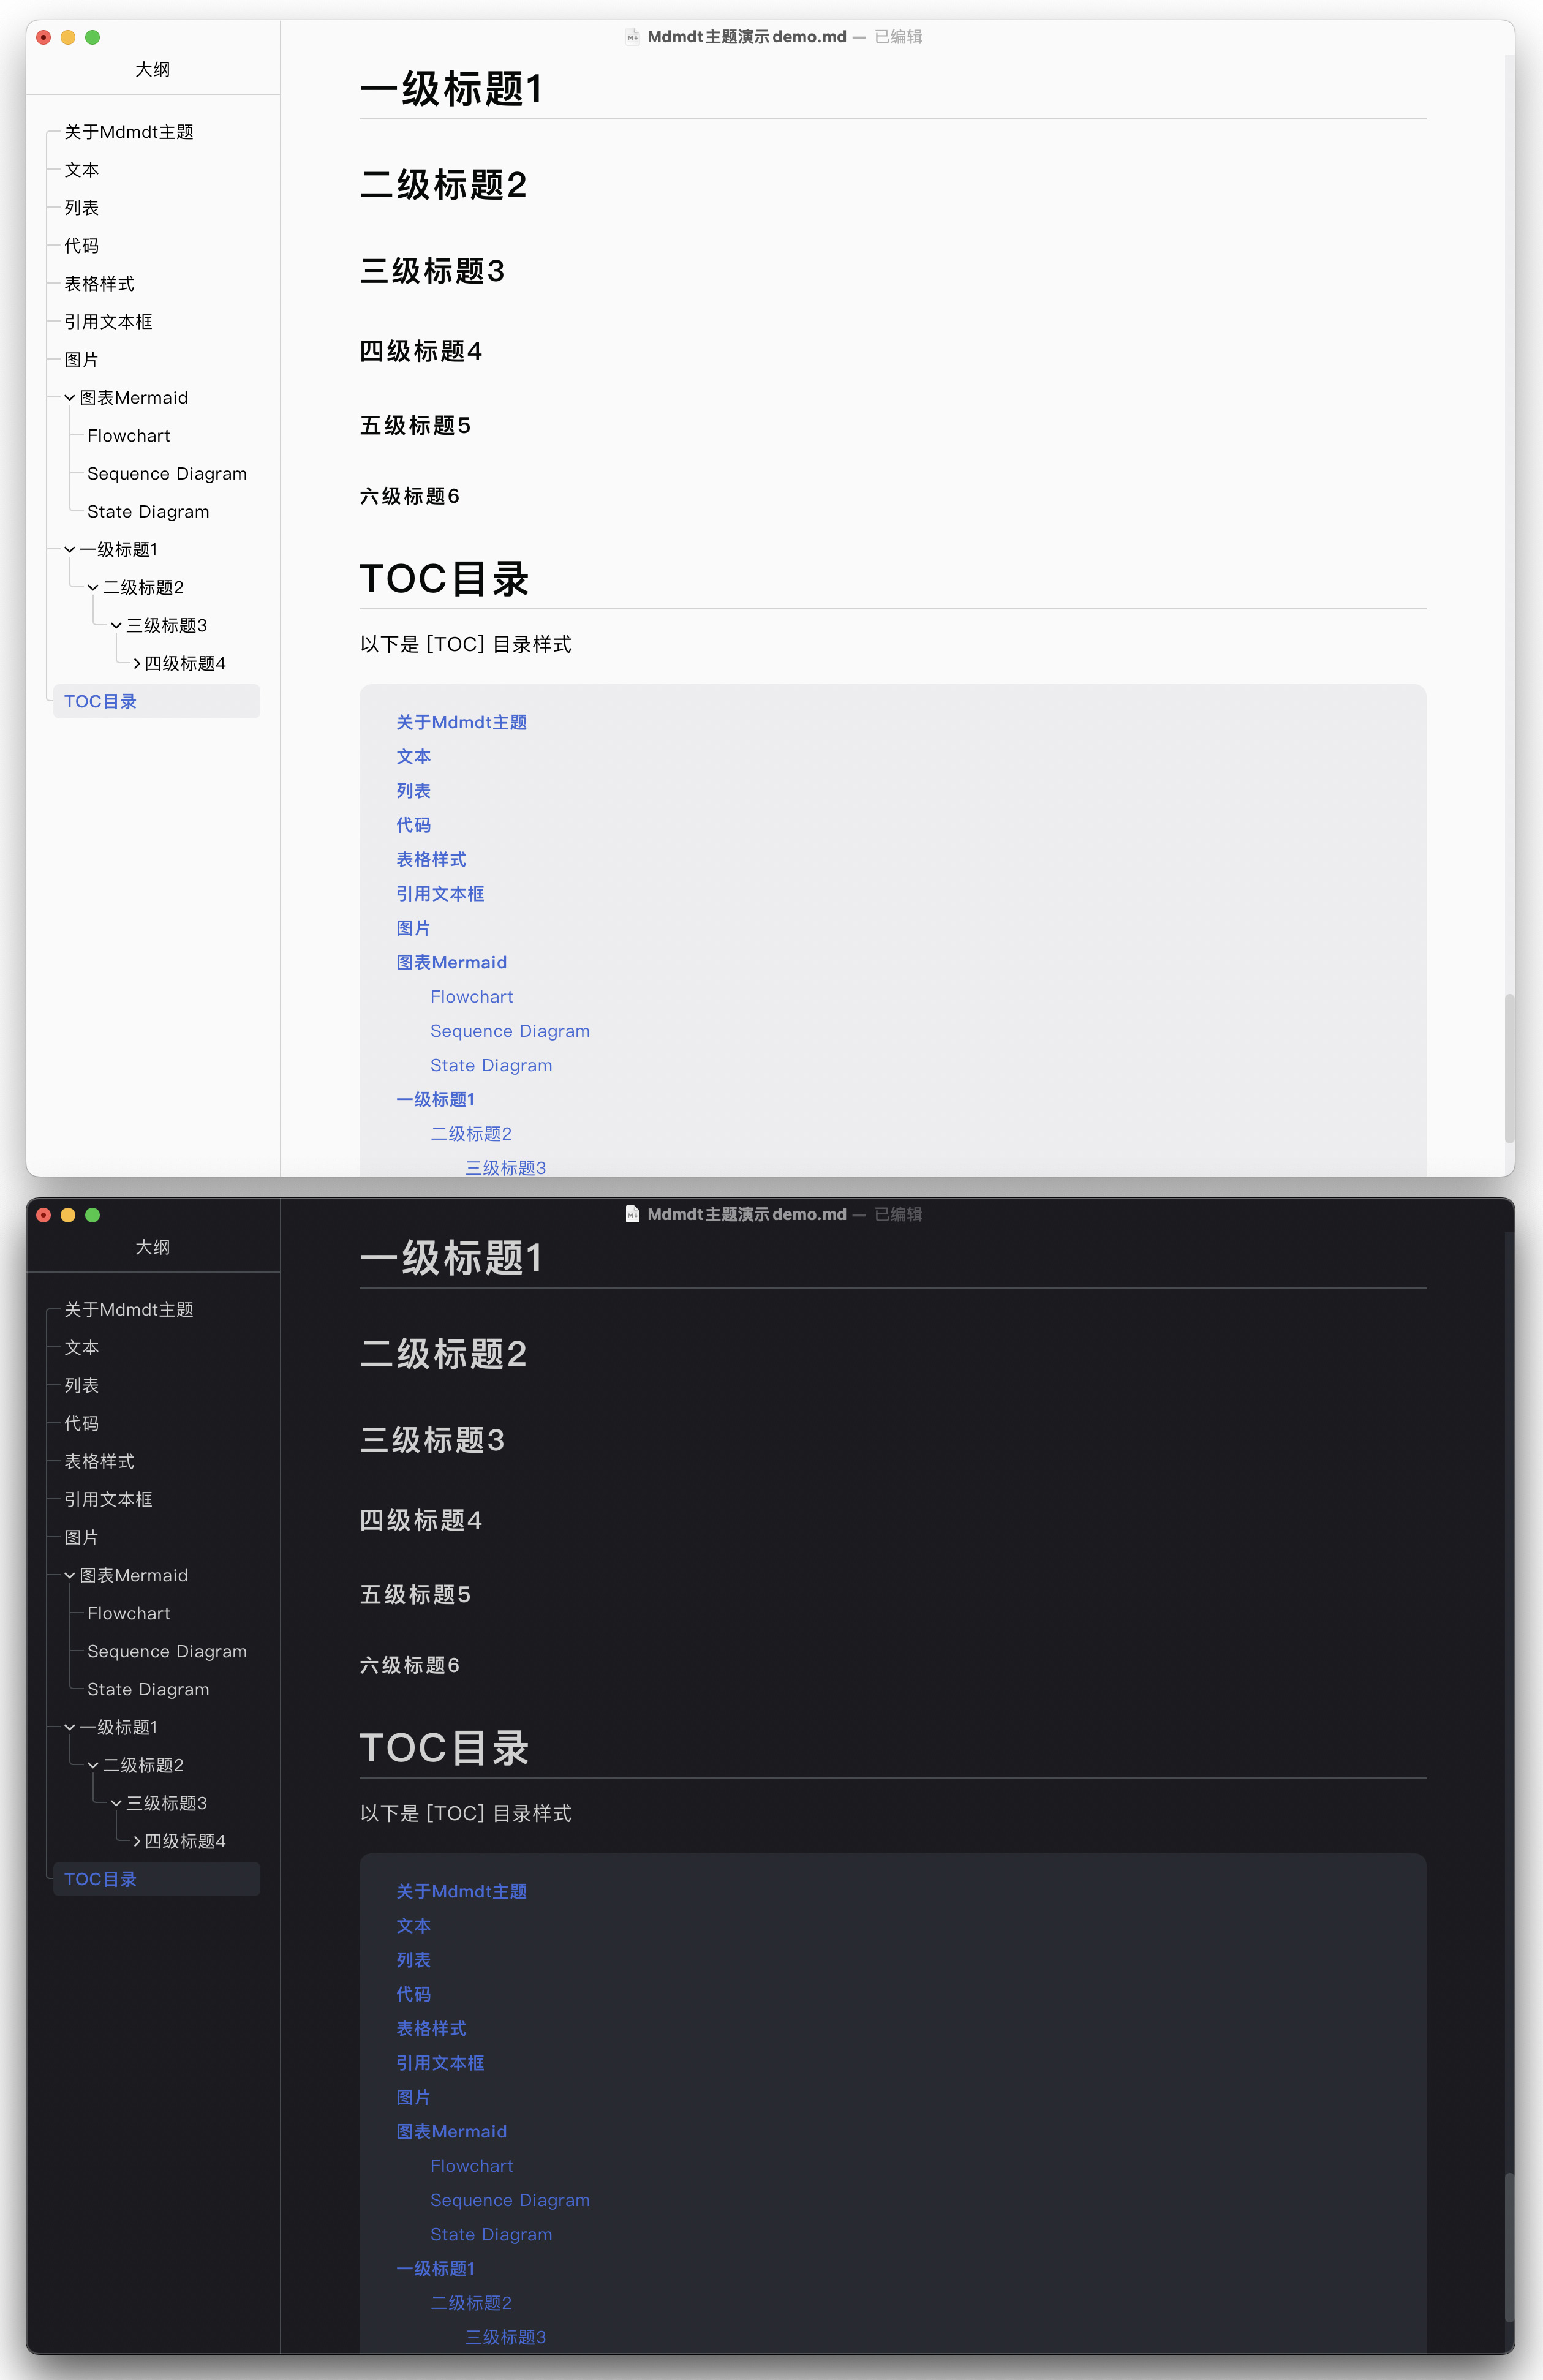 Mdmdt主题演示demo.md — 已编辑
大纲
关于Mdmdt主题
文本
列表
代码
表格样式
引用文本框
图片
图表Mermaid
Flowchart
Sequence Diagram
State Diagram
一级标题1
二级标题2
三级标题3
四级标题4
TOC目录
一级标题1
二级标题2
三级标题3
四级标题4
五级标题5
六级标题6
TOC目录
以下是 [TOC] 目录样式
关于Mdmdt主题
文本
列表
代码
表格样式
引用文本框
图片
图表Mermaid
Flowchart
Sequence Diagram
State Diagram
一级标题1
二级标题2
三级标题3
Mdmdt主题演示demo.md — 已编辑
大纲
关于Mdmdt主题
文本
列表
代码
表格样式
引用文本框
图片
图表Mermaid
Flowchart
Sequence Diagram
State Diagram
一级标题1
二级标题2
三级标题3
四级标题4
TOC目录
一级标题1
二级标题2
三级标题3
四级标题4
五级标题5
六级标题6
TOC目录
以下是 [TOC] 目录样式
关于Mdmdt主题
文本
列表
代码
表格样式
引用文本框
图片
图表Mermaid
Flowchart
Sequence Diagram
State Diagram
一级标题1
二级标题2
三级标题3